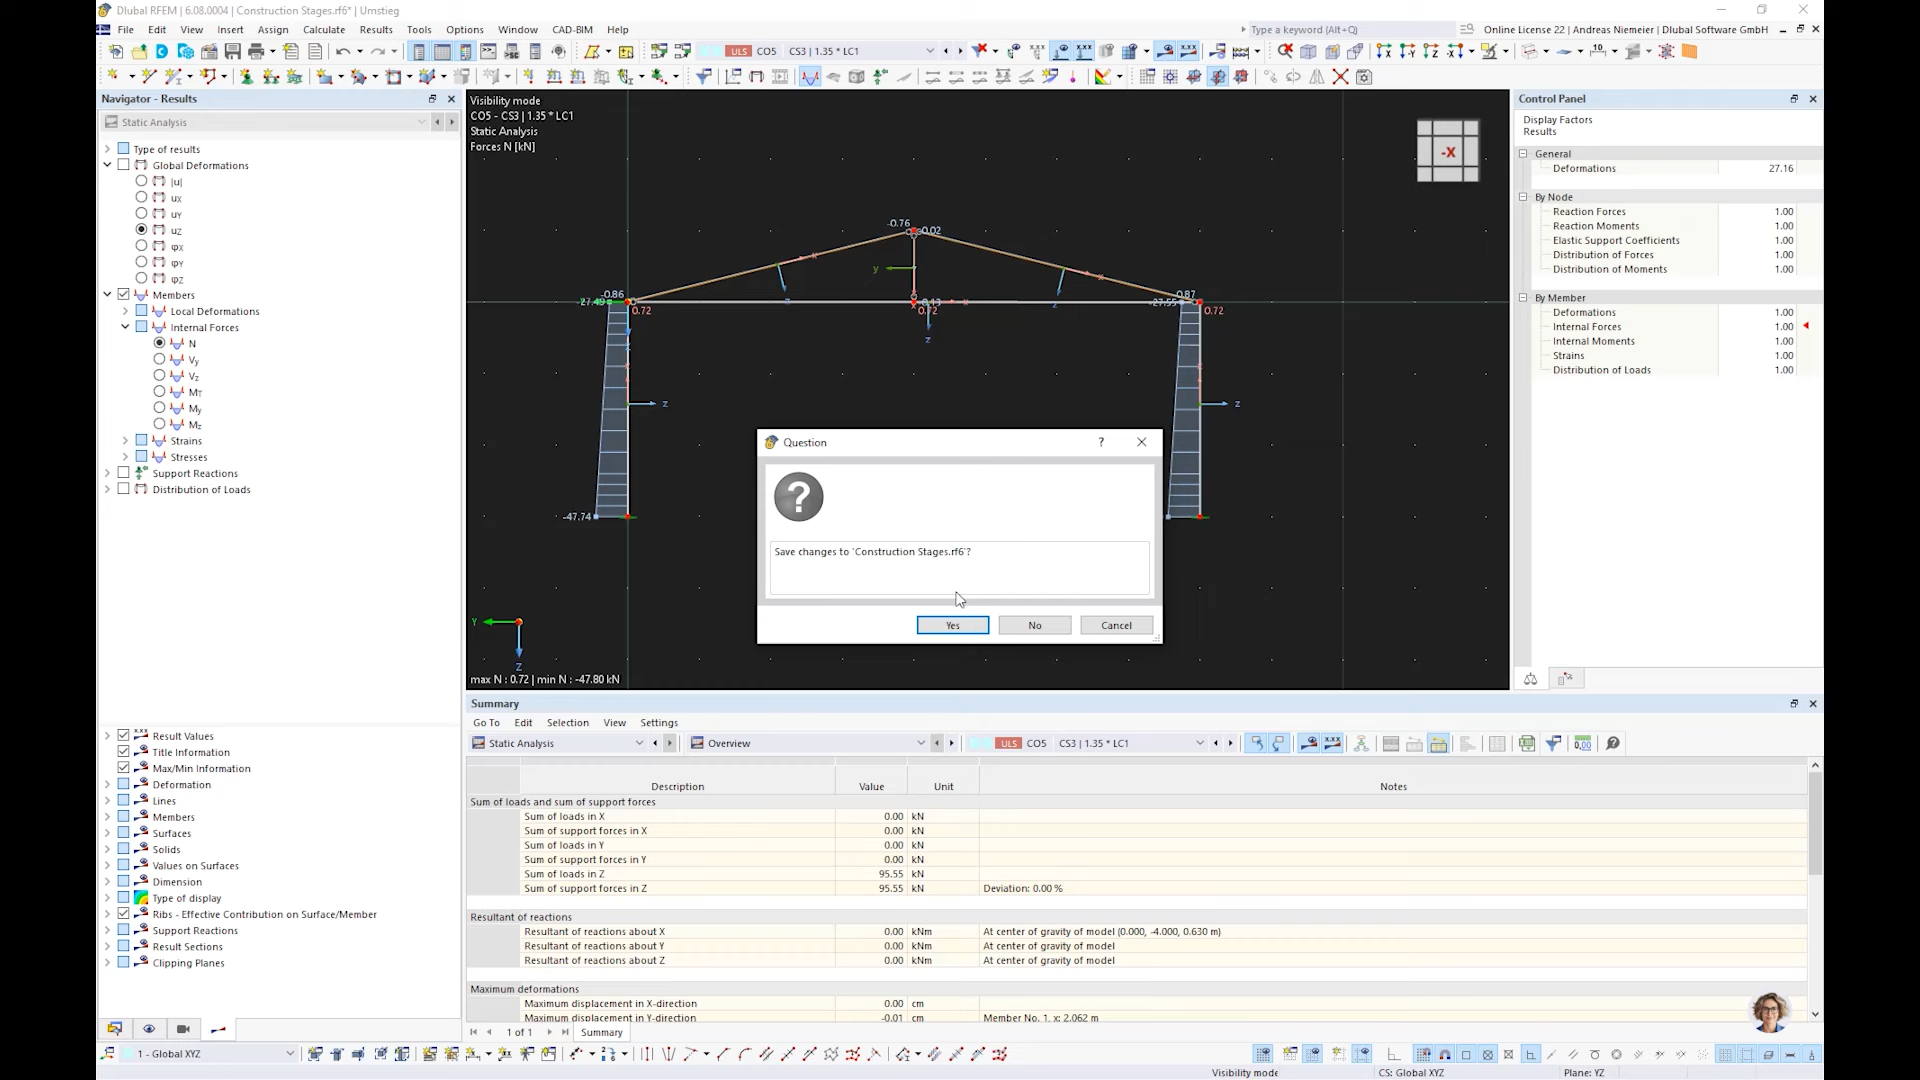 Dlubal RFEM | 6.08.0004 | Construction Stages.rf6* | Umstieg
File Edit View Insert Assign Calculate Results Tools Options Window CAD-BIM Help
Type a keyword (Alt+Q)
Online License 22 | Andreas Niemeier | Dlubal Software GmbH
ULS CO5 CS3 | 1.35 * LC1
Navigator - Results
Static Analysis
Type of results
Global Deformations
|u|
uX
uY
uZ
φX
φY
φZ
Members
Local Deformations
Internal Forces
N
Vy
Vz
MT
My
Mz
Strains
Stresses
Support Reactions
Distribution of Loads
Result Values
Title Information
Max/Min Information
Deformation
Lines
Members
Surfaces
Solids
Values on Surfaces
Dimension
Type of display
Ribs - Effective Contribution on Surface/Member
Support Reactions
Result Sections
Clipping Planes
Visibility mode
CO5 - CS3 | 1.35 * LC1
Static Analysis
Forces N [kN]
-X
-0.76
0.02
y
x
x
z
z
z
-0.86
-27.49
0.72
0.72
-0.87
-27.55
0.72
z
z
-47.74
Y
Z
max N : 0.72 | min N : -47.80 kN
Question
?
Save changes to 'Construction Stages.rf6'?
Yes No Cancel
Control Panel
Display Factors
Results
General
Deformations 27.16
By Node
Reaction Forces 1.00
Reaction Moments 1.00
Elastic Support Coefficients 1.00
Distribution of Forces 1.00
Distribution of Moments 1.00
By Member
Deformations 1.00
Internal Forces 1.00
Internal Moments 1.00
Strains 1.00
Distribution of Loads 1.00
Summary
Go To Edit Selection View Settings
Static Analysis Overview ULS CO5 CS3 | 1.35 * LC1
Description Value Unit Notes
Sum of loads and sum of support forces
Sum of loads in X 0.00 kN
Sum of support forces in X 0.00 kN
Sum of loads in Y 0.00 kN
Sum of support forces in Y 0.00 kN
Sum of loads in Z 95.55 kN
Sum of support forces in Z 95.55 kN Deviation: 0.00 %
Resultant of reactions
Resultant of reactions about X 0.00 kNm At center of gravity of model (0.000, -4.000, 0.630 m)
Resultant of reactions about Y 0.00 kNm At center of gravity of model
Resultant of reactions about Z 0.00 kNm At center of gravity of model
Maximum deformations
Maximum displacement in X-direction 0.00 cm
Maximum displacement in Y-direction -0.01 cm Member No. 1, x: 2.062 m
1 of 1 Summary
1 - Global XYZ
Visibility mode CS: Global XYZ Plane: YZ